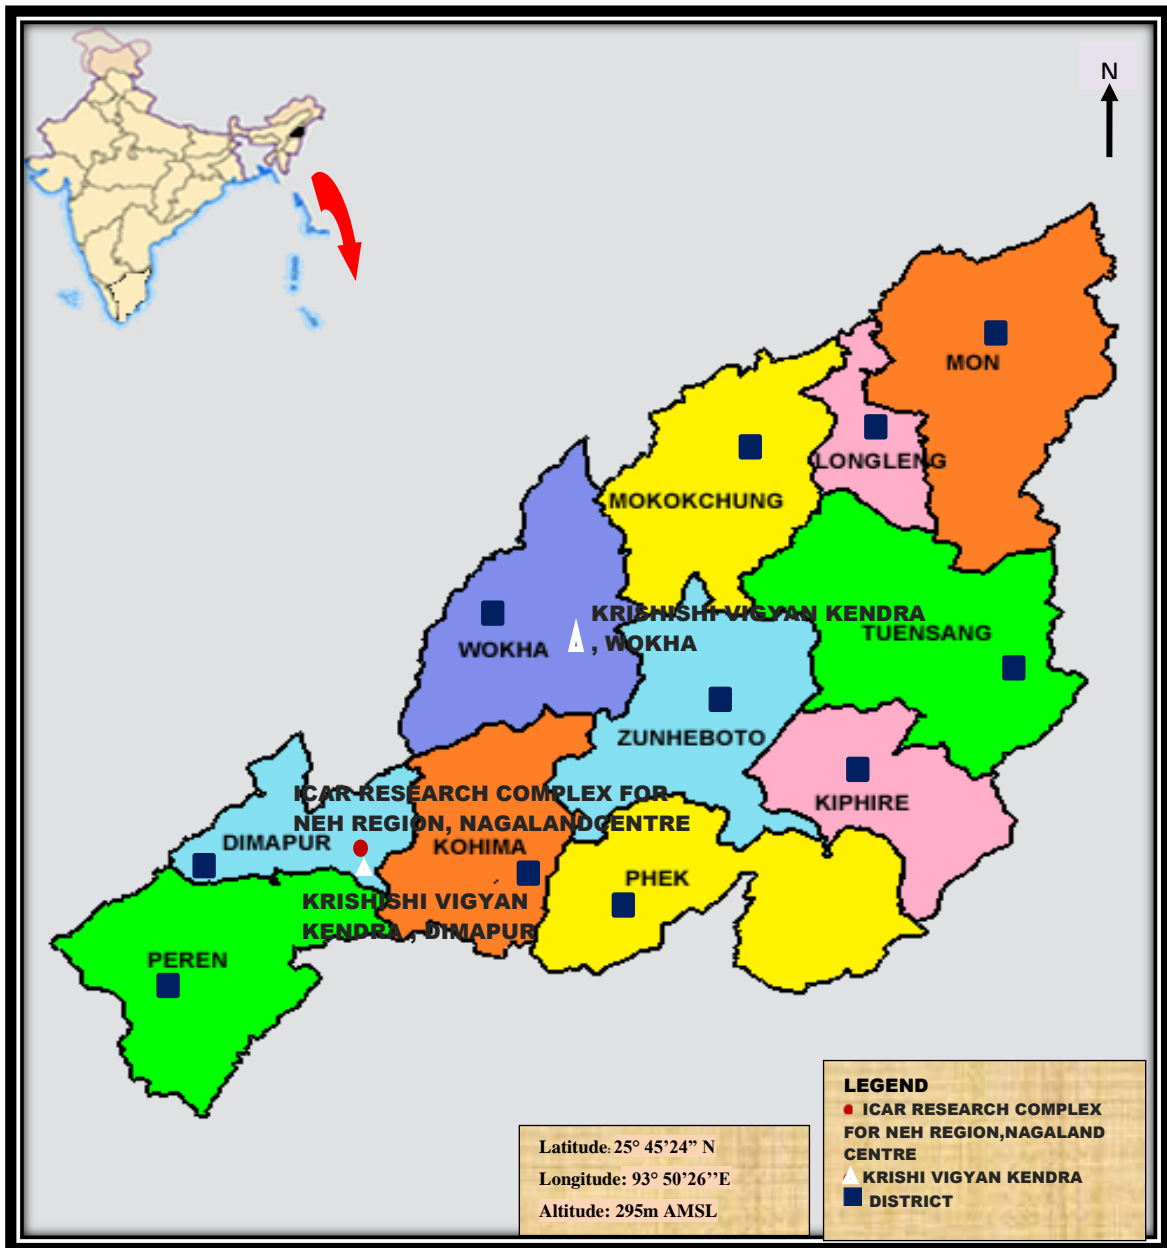 N
MON
LONGLENG
MOKOKCHUNG
KRISHISHI VIGYAN KENDRA
, WOKHA
TUENSANG
WOKHA
ZUNHEBOTO
KIPHIRE
ICAR RESEARCH COMPLEX FOR
NEH REGION, NAGALANDCENTRE
DIMAPUR
KOHIMA
PHEK
KRISHISHI VIGYAN
KENDRA , DIMAPUR
PEREN
LEGEND
ICAR RESEARCH COMPLEX
FOR NEH REGION,NAGALAND
CENTRE
KRISHI VIGYAN KENDRA
DISTRICT
Latitude: 25° 45’24” N
Longitude: 93° 50’26’’E
Altitude: 295m AMSL